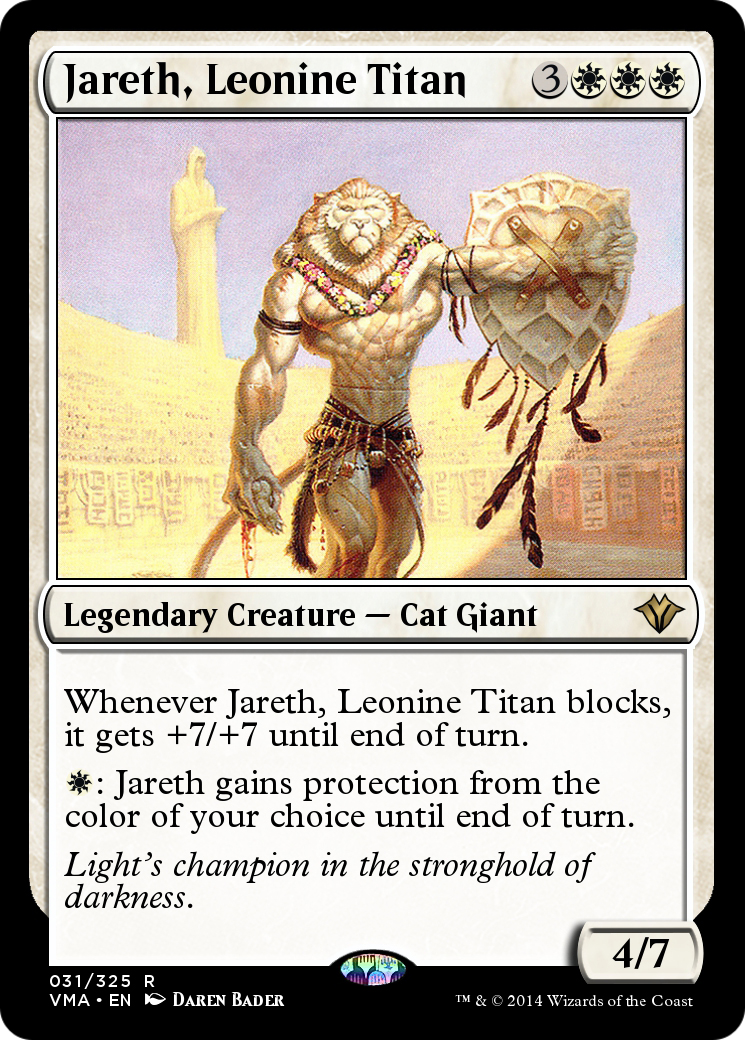 Jareth, Leonine Titan 3
Legendary Creature — Cat Giant
Whenever Jareth, Leonine Titan blocks,
it gets +7/+7 until end of turn.
: Jareth gains protection from the
color of your choice until end of turn.
Light's champion in the stronghold of
darkness.
4/7
031/325 R
VMA • EN Daren Bader
™ & © 2014 Wizards of the Coast